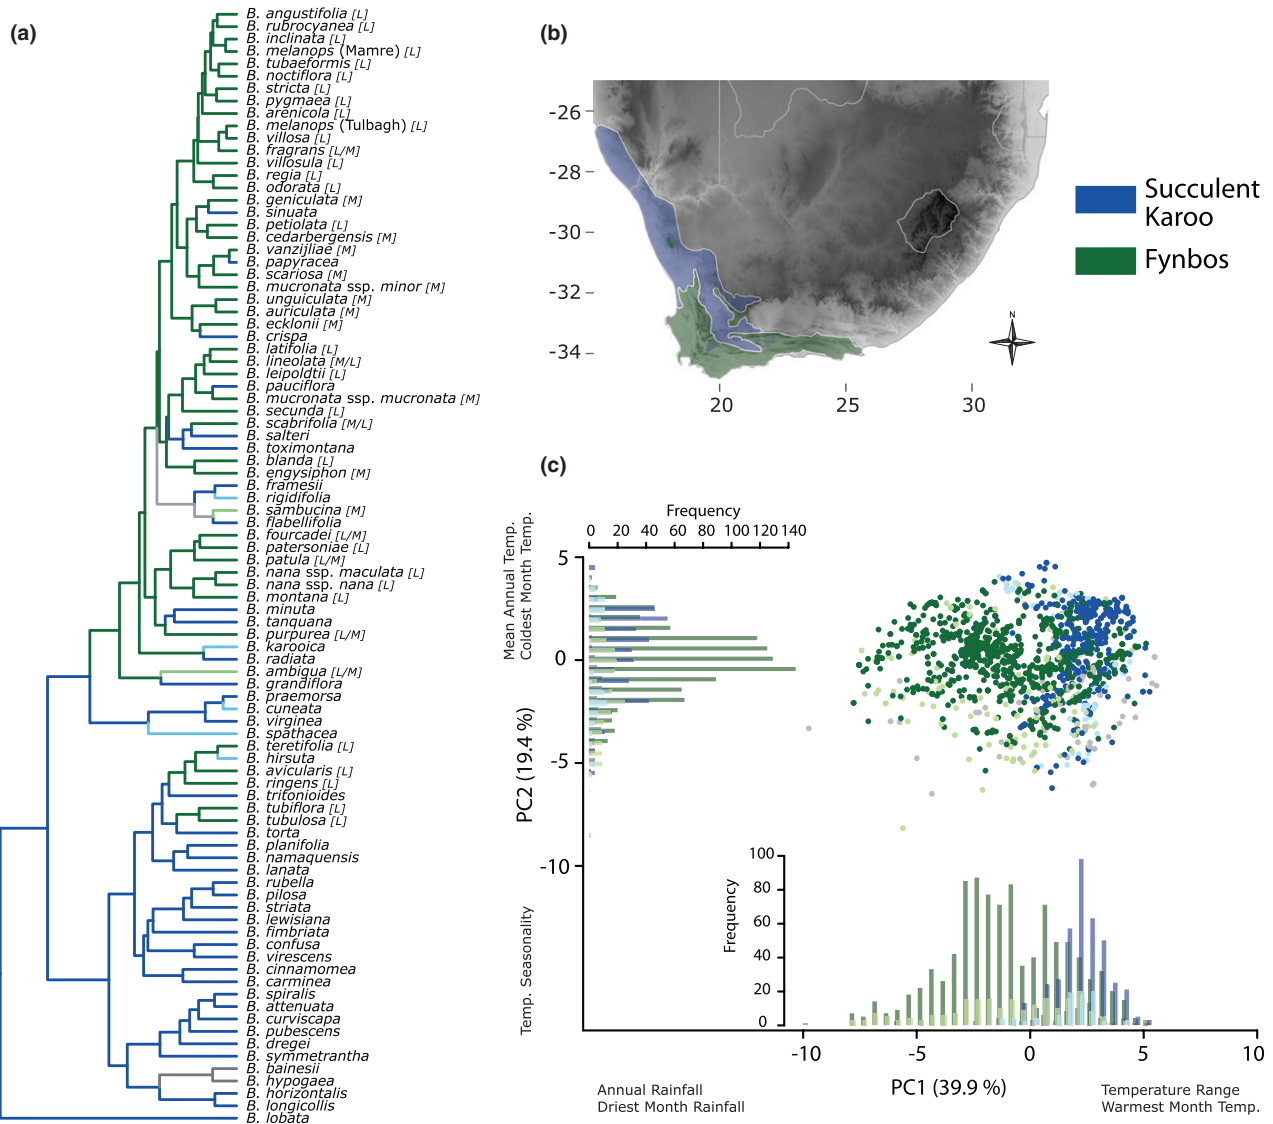 (a)
B. angustifolia [L]
B. rubrocyanea [L]
B. inclinata [L]
B. melanops (Mamre) [L]
B. tubaeformis [L]
B. noctiflora [L]
B. stricta [L]
B. pygmaea [L]
B. arenicola [L]
B. melanops (Tulbagh) [L]
B. villosa [L]
B. fragrans [L/M]
B. villosula [L]
B. regia [L]
B. odorata [L]
B. geniculata [M]
B. sinuata
B. petiolata [L]
B. cedarbergensis [M]
B. vanzijliae [M]
B. papyracea
B. scariosa [M]
B. mucronata ssp. minor [M]
B. unguiculata [M]
B. auriculata [M]
B. ecklonii [M]
B. crispa
B. latifolia [L]
B. lineolata [M/L]
B. leipoldtii [L]
B. pauciflora
B. mucronata ssp. mucronata [M]
B. secunda [L]
B. scabrifolia [M/L]
B. salteri
B. toximontana
B. blanda [L]
B. engysiphon [M]
B. framesii
B. rigidifolia
B. sambucina [M]
B. flabellifolia
B. fourcadei [L/M]
B. patersoniae [L]
B. patula [L/M]
B. nana ssp. maculata [L]
B. nana ssp. nana [L]
B. montana [L]
B. minuta
B. tanquana
B. purpurea [L/M]
B. karooica
B. radiata
B. ambigua [L/M]
B. grandiflora
B. praemorsa
B. cuneata
B. virginea
B. spathacea
B. teretifolia [L]
B. hirsuta
B. avicularis [L]
B. ringens [L]
B. trifonioides
B. tubiflora [L]
B. tubulosa [L]
B. torta
B. planifolia
B. namaquensis
B. lanata
B. rubella
B. pilosa
B. striata
B. lewisiana
B. fimbriata
B. confusa
B. virescens
B. cinnamomea
B. carminea
B. spiralis
B. attenuata
B. curviscapa
B. pubescens
B. dregei
B. symmetrantha
B. bainesii
B. hypogaea
B. horizontalis
B. longicollis
B. lobata
(b)
-26
-28
-30
-32
-34
20
25
30
N
Succulent
Karoo
Fynbos
(c)
Frequency
0 20 40 60 80 100 120 140
Mean Annual Temp.
Coldest Month Temp.
PC2 (19.4 %)
Temp. Seasonality
5
0
-5
-10
Frequency
100
80
60
40
20
0
-10 -5 0 5 10
PC1 (39.9 %)
Annual Rainfall
Driest Month Rainfall
Temperature Range
Warmest Month Temp.